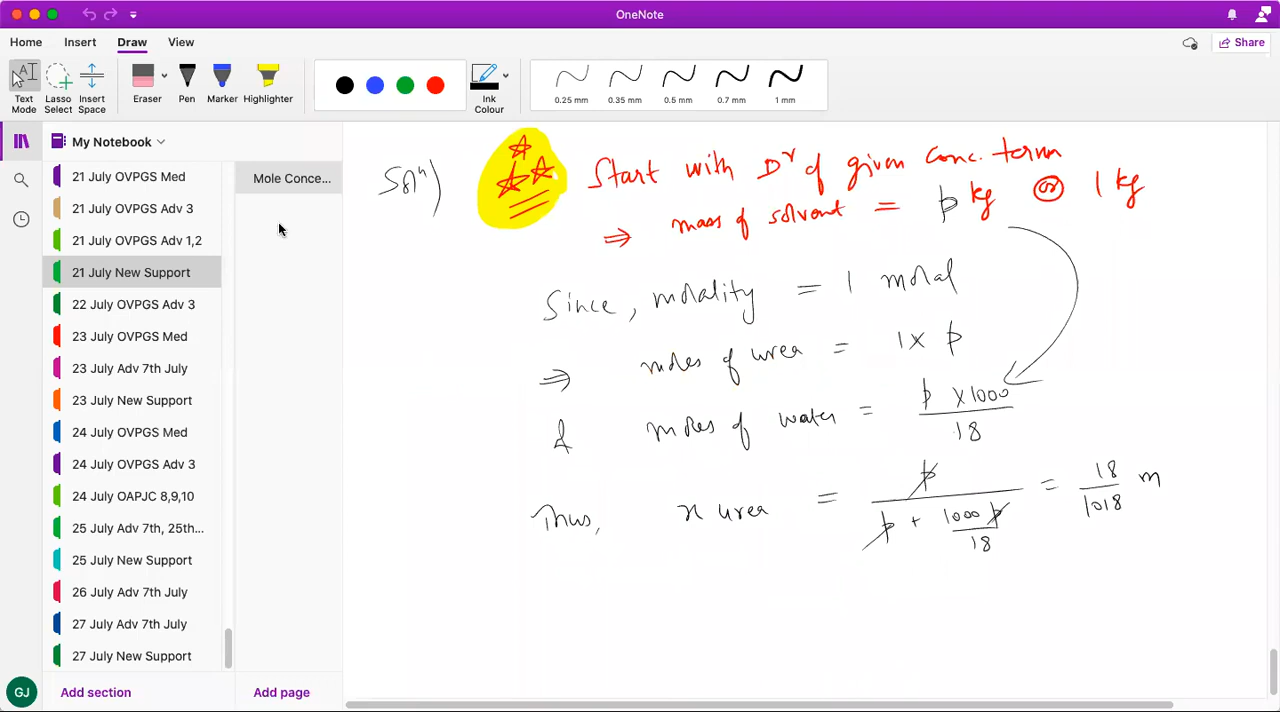 OneNote
Home Insert Draw View
Share
Text Mode
Lasso Select
Insert Space
Eraser
Pen
Marker
Highlighter
Ink Colour
0.25 mm
0.35 mm
0.5 mm
0.7 mm
1 mm
My Notebook
21 July OVPGS Med
21 July OVPGS Adv 3
21 July OVPGS Adv 1,2
21 July New Support
22 July OVPGS Adv 3
23 July OVPGS Med
23 July Adv 7th July
23 July New Support
24 July OVPGS Med
24 July OVPGS Adv 3
24 July OAPJC 8,9,10
25 July Adv 7th, 25th...
25 July New Support
26 July Adv 7th July
27 July Adv 7th July
27 July New Support
Add section
GJ
Mole Conce...
Add page
Solⁿ) Start with Dʳ of given conc. term
⇒ mass of solvent = p kg or 1 kg
Since, molality = 1 molal
⇒ moles of urea = 1 x p
& moles of water = p x 1000 / 18
Thus, x urea = p / (p + 1000 p / 18) = 18 / 1018 m